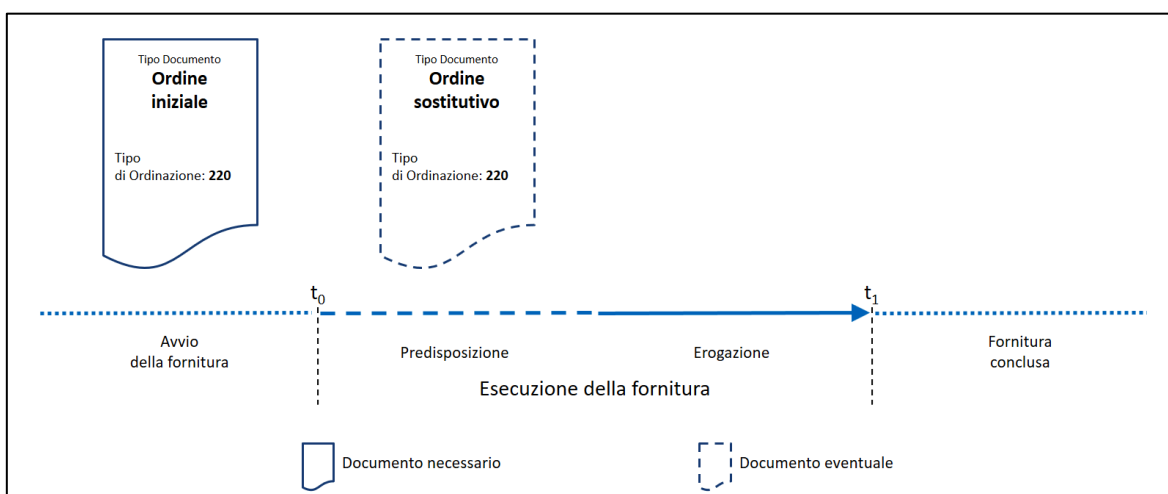 Tipo Documento
Ordine
iniziale
Tipo
di Ordinazione: 220
Tipo Documento
Ordine
sostitutivo
Tipo
di Ordinazione: 220
t0
t1
Avvio
della fornitura
Predisposizione
Erogazione
Fornitura
conclusa
Esecuzione della fornitura
Documento necessario
Documento eventuale